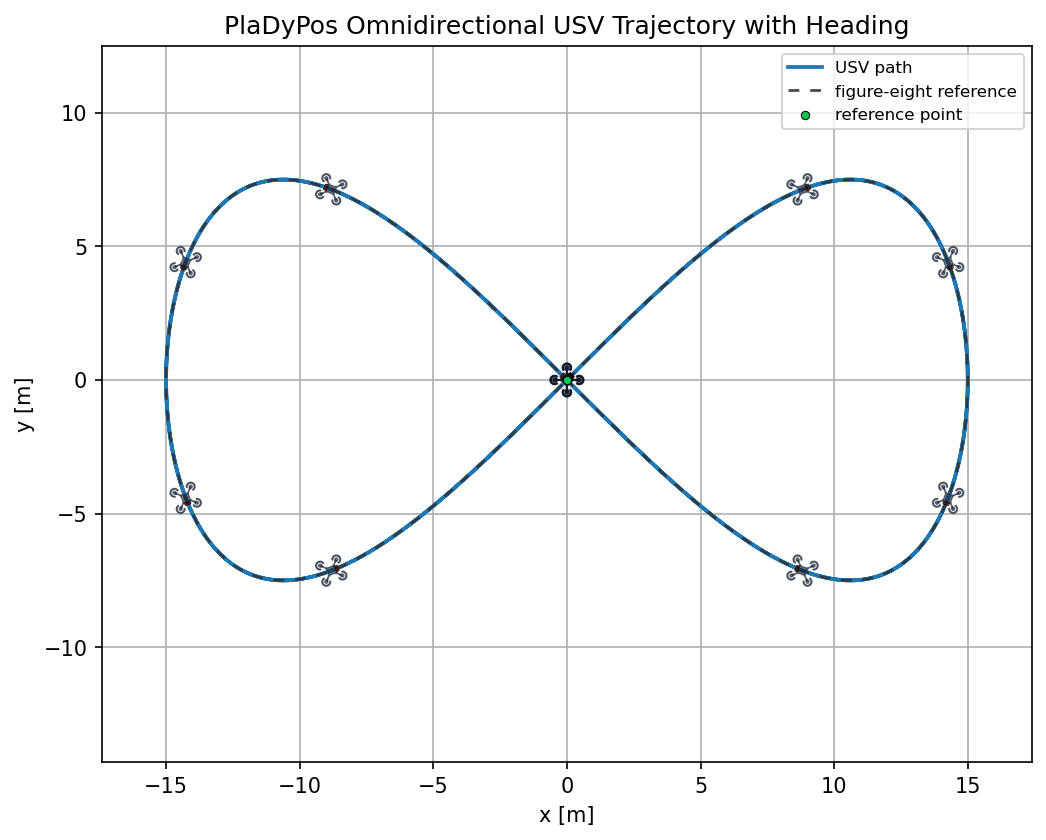 PlaDyPos Omnidirectional USV Trajectory with Heading
USV path
figure-eight reference
reference point
10
5
0
−5
−10
y [m]
−15
−10
−5
0
5
10
15
x [m]